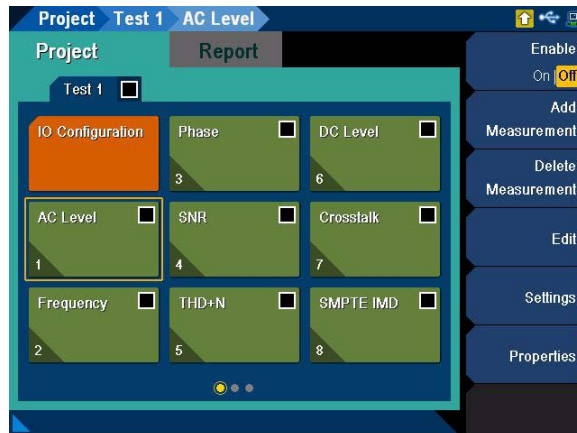 Project Test 1 AC Level
Project Report
Test 1
IO Configuration
Phase
3
DC Level
6
AC Level
1
SNR
4
Crosstalk
7
Frequency
2
THD+N
5
SMPTE IMD
8
Enable
On Off
Add
Measurement
Delete
Measurement
Edit
Settings
Properties